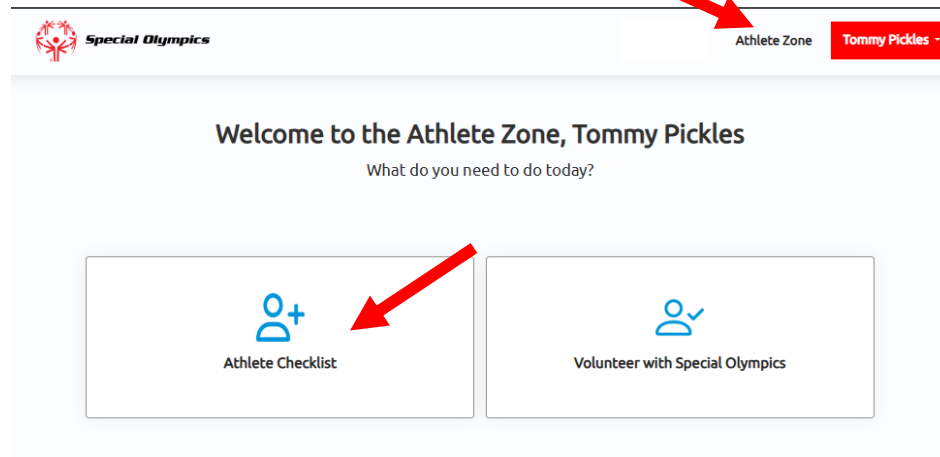 Special Olympics
Athlete Zone
Tommy Pickles
Welcome to the Athlete Zone, Tommy Pickles
What do you need to do today?
Athlete Checklist
Volunteer with Special Olympics